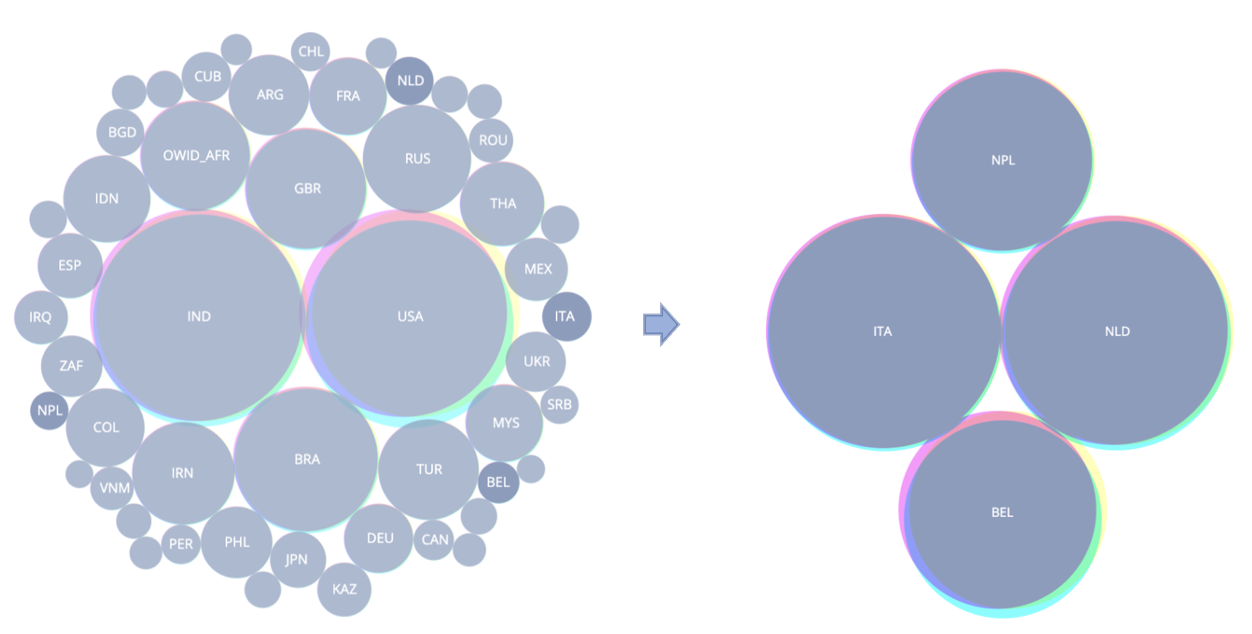 CHL
CUB
NLD
ARG
FRA
BGD
ROU
OWID_AFR
RUS
GBR
IDN
THA
ESP
MEX
IRQ
IND
USA
ITA
ZAF
UKR
NPL
SRB
COL
MYS
BRA
IRN
TUR
VNM
BEL
PER
PHL
DEU
CAN
JPN
KAZ
NPL
ITA
NLD
BEL